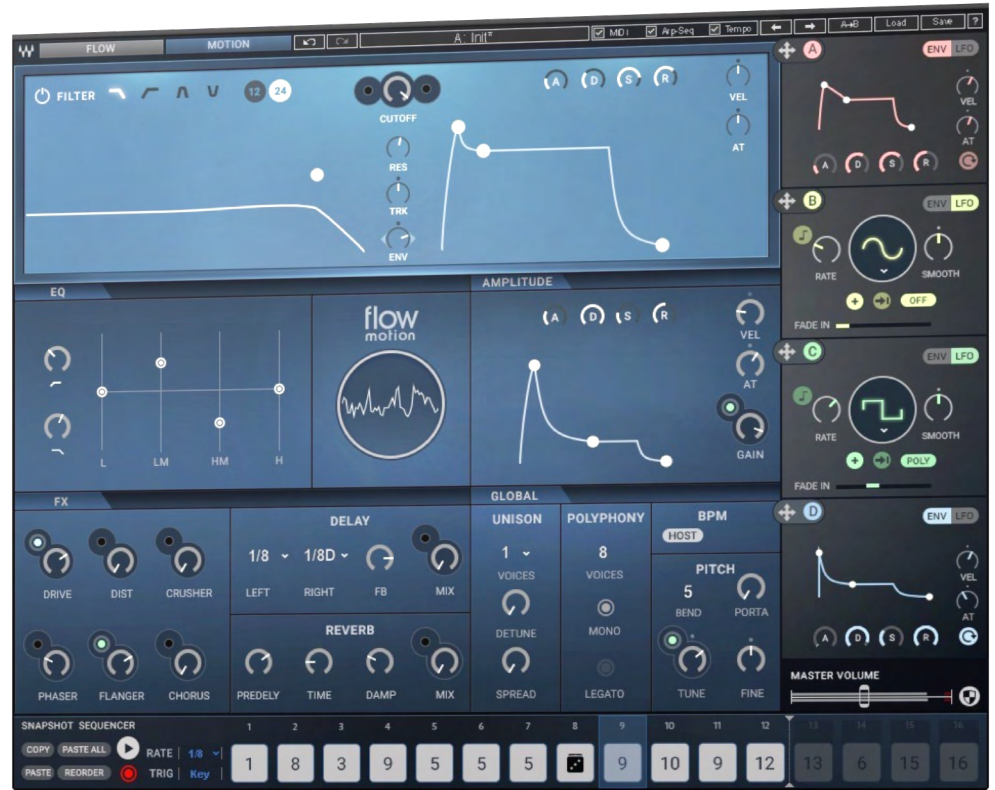 FLOW
MOTION
A: Init*
MIDI
Arp-Seq
Tempo
A→B
Load
Save
?
FILTER
12
24
CUTOFF
RES
TRK
ENV
A
D
S
R
VEL
AT
EQ
L
LM
HM
H
flow
motion
AMPLITUDE
A
D
S
R
VEL
AT
GAIN
FX
DRIVE
DIST
CRUSHER
PHASER
FLANGER
CHORUS
DELAY
1/8
1/8D
LEFT
RIGHT
FB
MIX
REVERB
PREDELY
TIME
DAMP
MIX
GLOBAL
UNISON
1
VOICES
DETUNE
SPREAD
POLYPHONY
8
VOICES
MONO
LEGATO
BPM
HOST
PITCH
5
BEND
PORTA
TUNE
FINE
A
ENV LFO
VEL
AT
A
D
S
R
B
ENV LFO
RATE
SMOOTH
OFF
FADE IN
C
ENV LFO
RATE
SMOOTH
POLY
FADE IN
D
ENV LFO
VEL
AT
A
D
S
R
MASTER VOLUME
SNAPSHOT SEQUENCER
COPY
PASTE ALL
PASTE
REORDER
RATE 1/8
TRIG Key
1 2 3 4 5 6 7 8 9 10 11 12 13 14 15 16
1 8 3 9 5 5 5 9 10 9 12 13 6 15 16